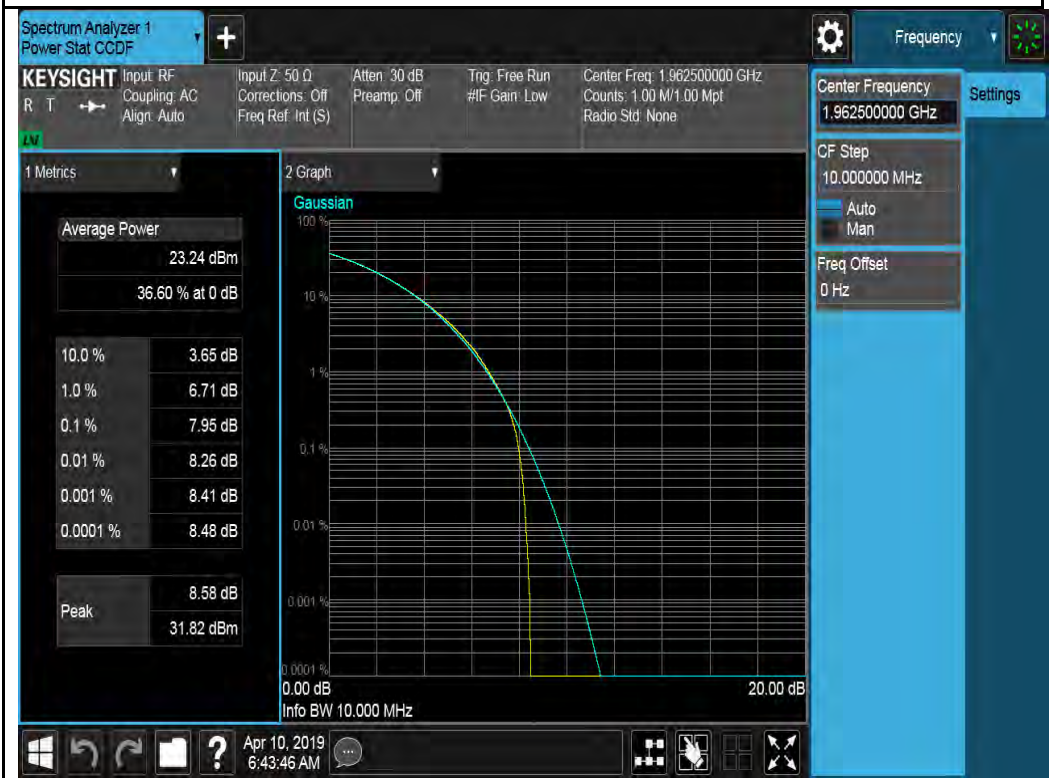 Spectrum Analyzer 1
Power Stat CCDF
Frequency
KEYSIGHT
R T
LXI
Input: RF
Coupling: AC
Align: Auto
Input Z: 50 Ω
Corrections: Off
Freq Ref: Int (S)
Atten: 30 dB
Preamp: Off
Trig: Free Run
#IF Gain: Low
Center Freq: 1.962500000 GHz
Counts: 1.00 M/1.00 Mpt
Radio Std: None
Center Frequency
1.962500000 GHz
Settings
CF Step
10.000000 MHz
Auto
Man
Freq Offset
0 Hz
1 Metrics
Average Power
23.24 dBm
36.60 % at 0 dB
10.0 % 3.65 dB
1.0 % 6.71 dB
0.1 % 7.95 dB
0.01 % 8.26 dB
0.001 % 8.41 dB
0.0001 % 8.48 dB
Peak
8.58 dB
31.82 dBm
2 Graph
Gaussian
100 %
10 %
1 %
0.1 %
0.01 %
0.001 %
0.0001 %
0.00 dB 20.00 dB
Info BW 10.000 MHz
?
Apr 10, 2019
6:43:46 AM